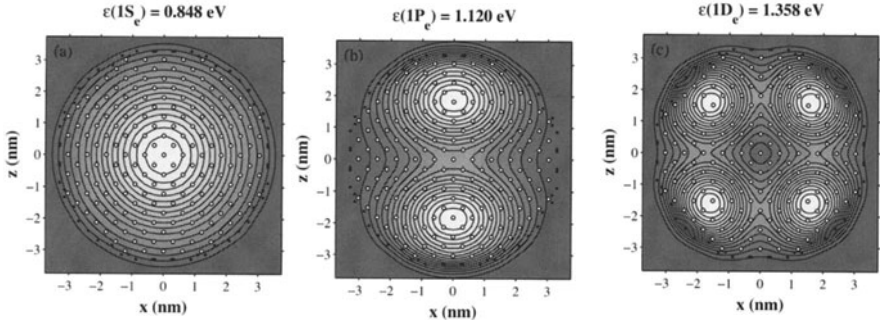 ε(1Sₑ) = 0.848 eV
ε(1Pₑ) = 1.120 eV
ε(1Dₑ) = 1.358 eV
(a)
(b)
(c)
3
2
1
0
−1
−2
−3
z (nm)
−3 −2 −1 0 1 2 3
x (nm)
3
2
1
0
−1
−2
−3
z (nm)
−3 −2 −1 0 1 2 3
x (nm)
3
2
1
0
−1
−2
−3
z (nm)
−3 −2 −1 0 1 2 3
x (nm)